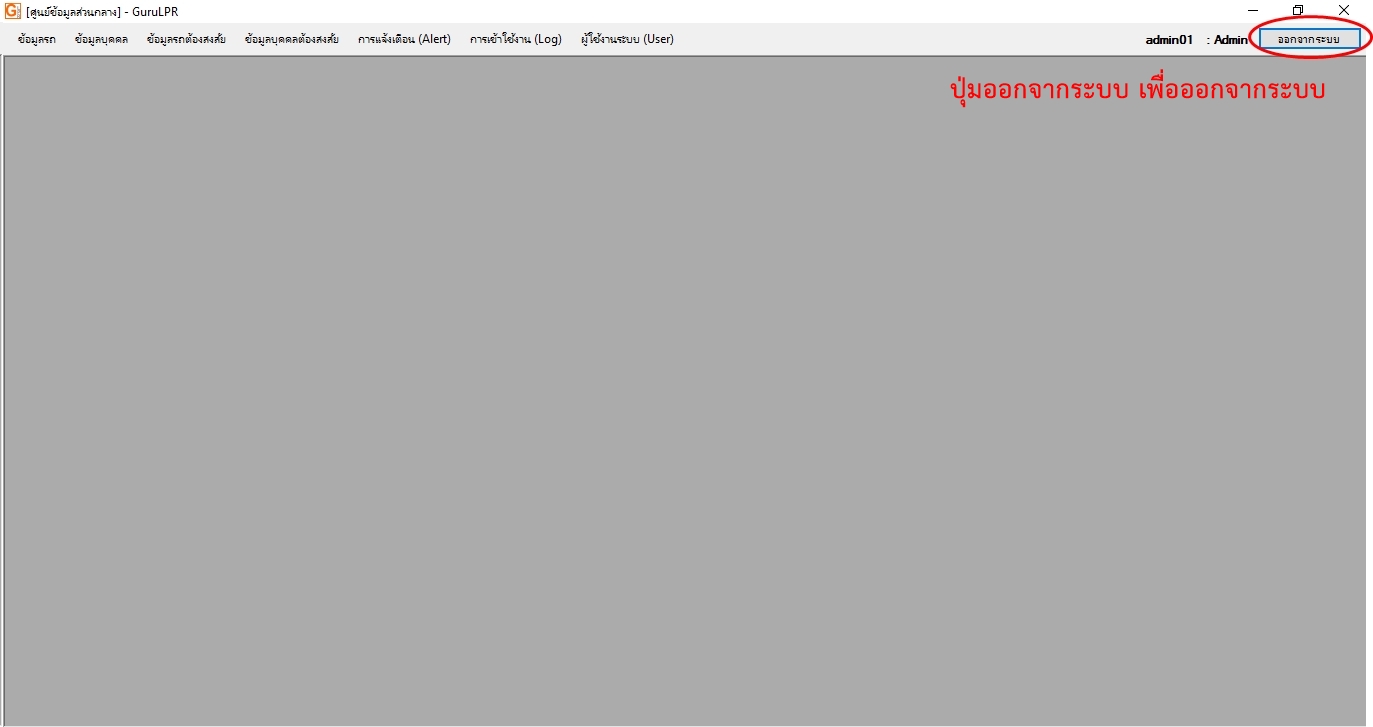 G [ศูนย์ข้อมูลส่วนกลาง] - GuruLPR
ข้อมูลรถ ข้อมูลบุคคล ข้อมูลรถต้องสงสัย ข้อมูลบุคคลต้องสงสัย การแจ้งเตือน (Alert) การเข้าใช้งาน (Log) ผู้ใช้งานระบบ (User) admin01 : Admin ออกจากระบบ
ปุ่มออกจากระบบ เพื่อออกจากระบบ